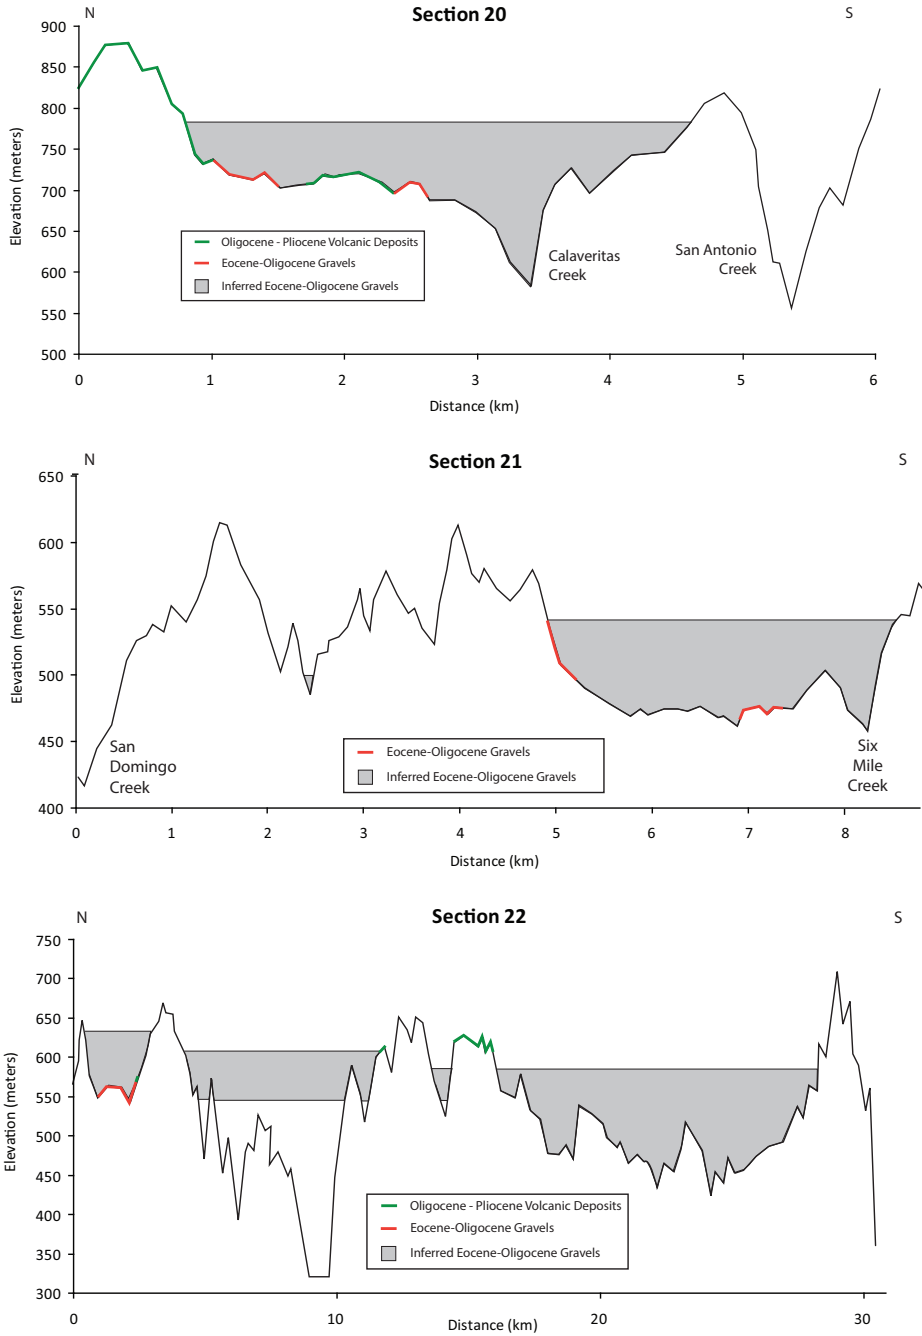 Section 20
N
S
900
850
800
750
700
650
600
550
500
Elevation (meters)
Oligocene - Pliocene Volcanic Deposits
Eocene-Oligocene Gravels
Inferred Eocene-Oligocene Gravels
Calaveritas
Creek
San Antonio
Creek
0
1
2
3
4
5
6
Distance (km)
Section 21
N
S
650
600
550
500
450
400
Elevation (meters)
San
Domingo
Creek
Eocene-Oligocene Gravels
Inferred Eocene-Oligocene Gravels
Six
Mile
Creek
0
1
2
3
4
5
6
7
8
Distance (km)
Section 22
N
S
750
700
650
600
550
500
450
400
350
300
Elevation (meters)
Oligocene - Pliocene Volcanic Deposits
Eocene-Oligocene Gravels
Inferred Eocene-Oligocene Gravels
0
10
20
30
Distance (km)